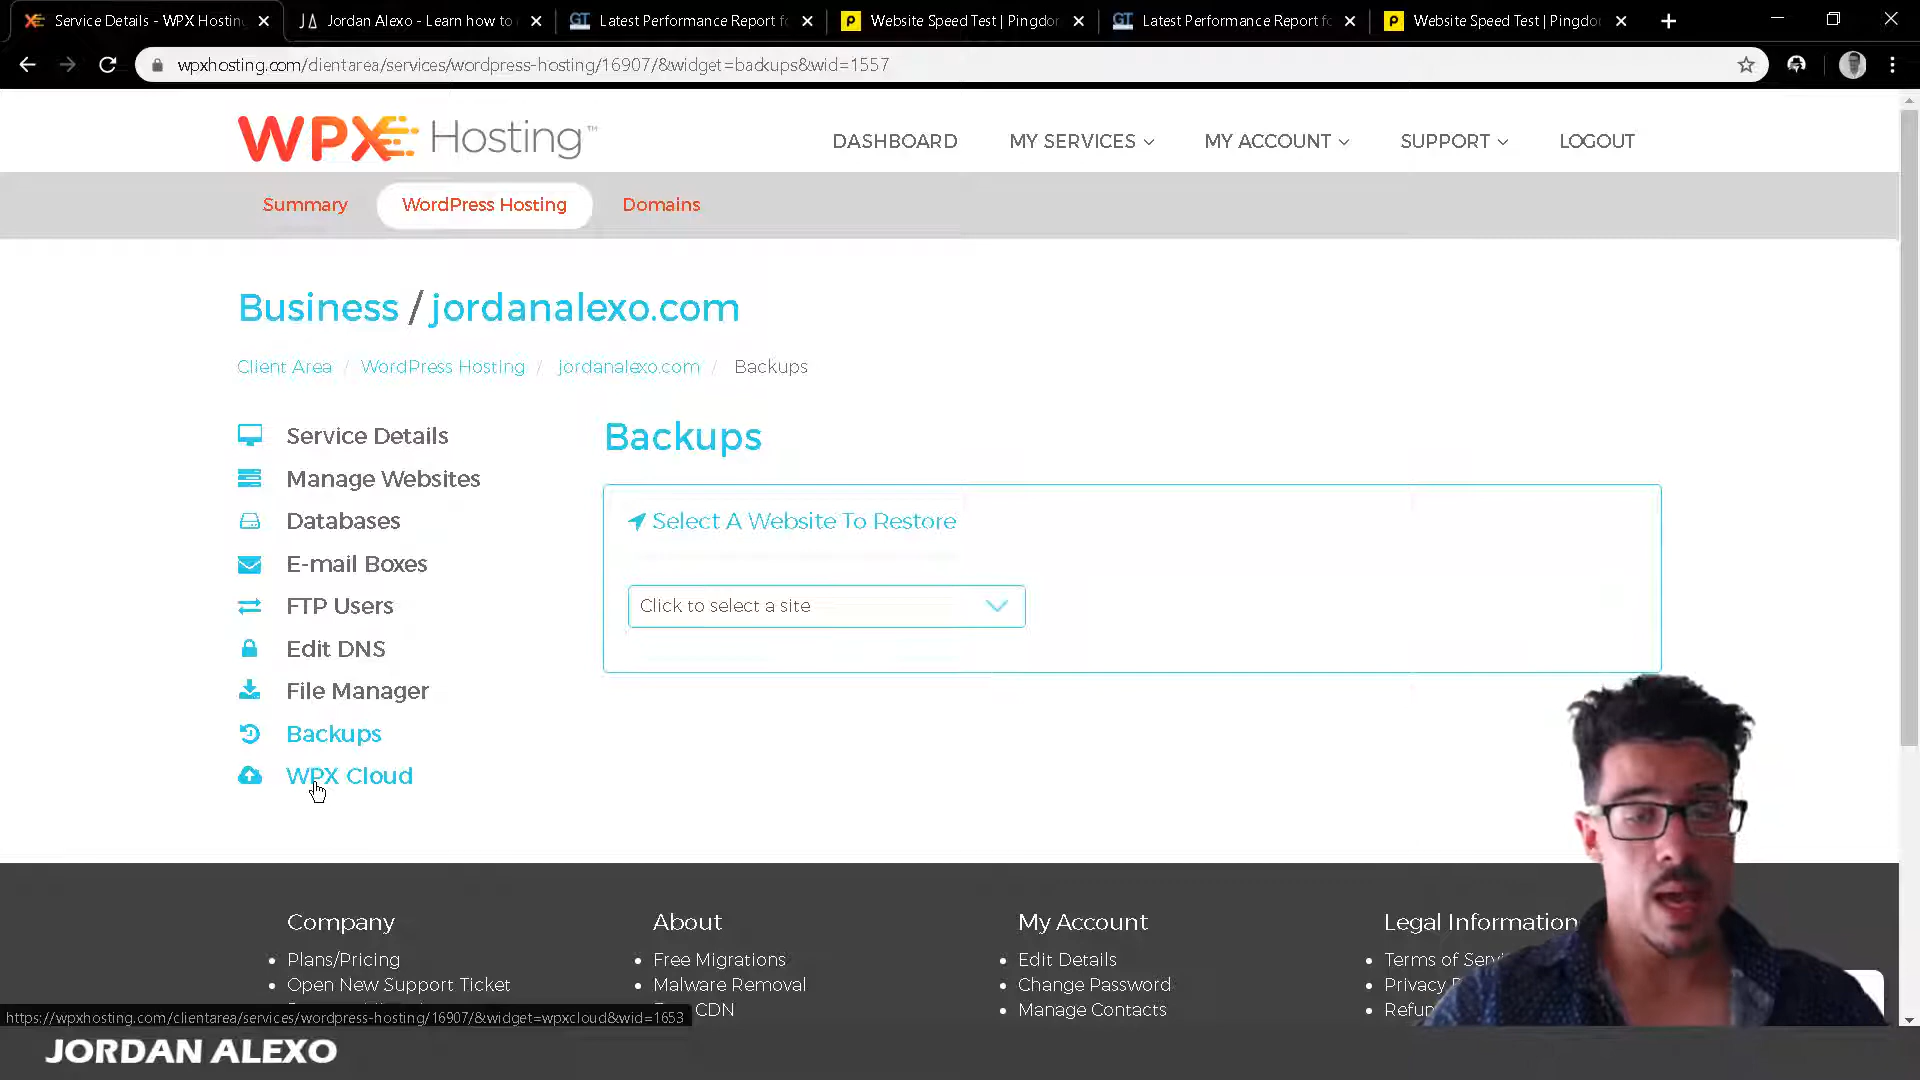 Service Details - WPX Hosting
Jordan Alexo - Learn how to
Latest Performance Report fo
Website Speed Test | Pingdom
Latest Performance Report fo
Website Speed Test | Pingdo
wpxhosting.com/clientarea/services/wordpress-hosting/16907/&widget=backups&wid=1557
WPX Hosting™
DASHBOARD MY SERVICES MY ACCOUNT SUPPORT LOGOUT
Summary WordPress Hosting Domains
Business / jordanalexo.com
Client Area / WordPress Hosting / jordanalexo.com / Backups
Service Details
Manage Websites
Databases
E-mail Boxes
FTP Users
Edit DNS
File Manager
Backups
WPX Cloud
Backups
Select A Website To Restore
Click to select a site
Company
Plans/Pricing
Open New Support Ticket
About
Free Migrations
Malware Removal
CDN
My Account
Edit Details
Change Password
Manage Contacts
Legal Information
Terms of
Privacy
https://wpxhosting.com/clientarea/services/wordpress-hosting/16907/&widget=wpxcloud&wid=1653
JORDAN ALEXO